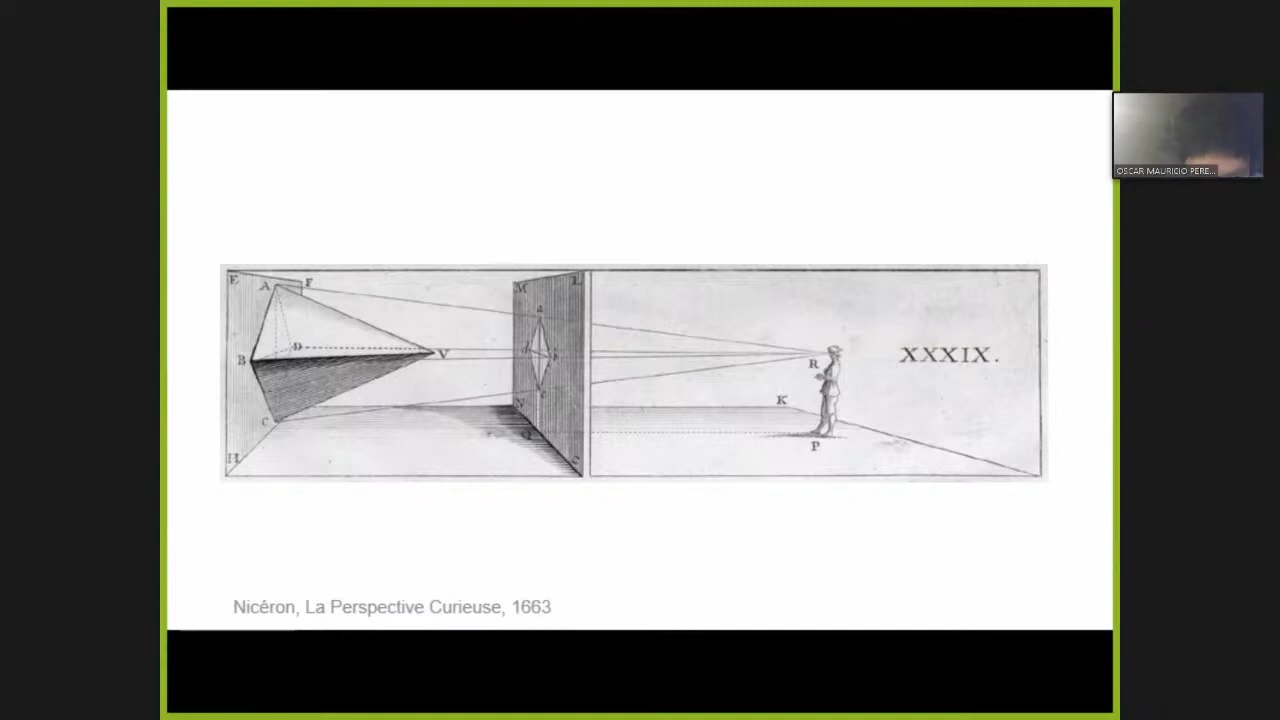 OSCAR MAURICIO PERE...
E
A
F
M
L
a
D
B
V
d
b
R
XXXIX.
c
K
N
C
Q
P
H
S
Nicéron, La Perspective Curieuse, 1663